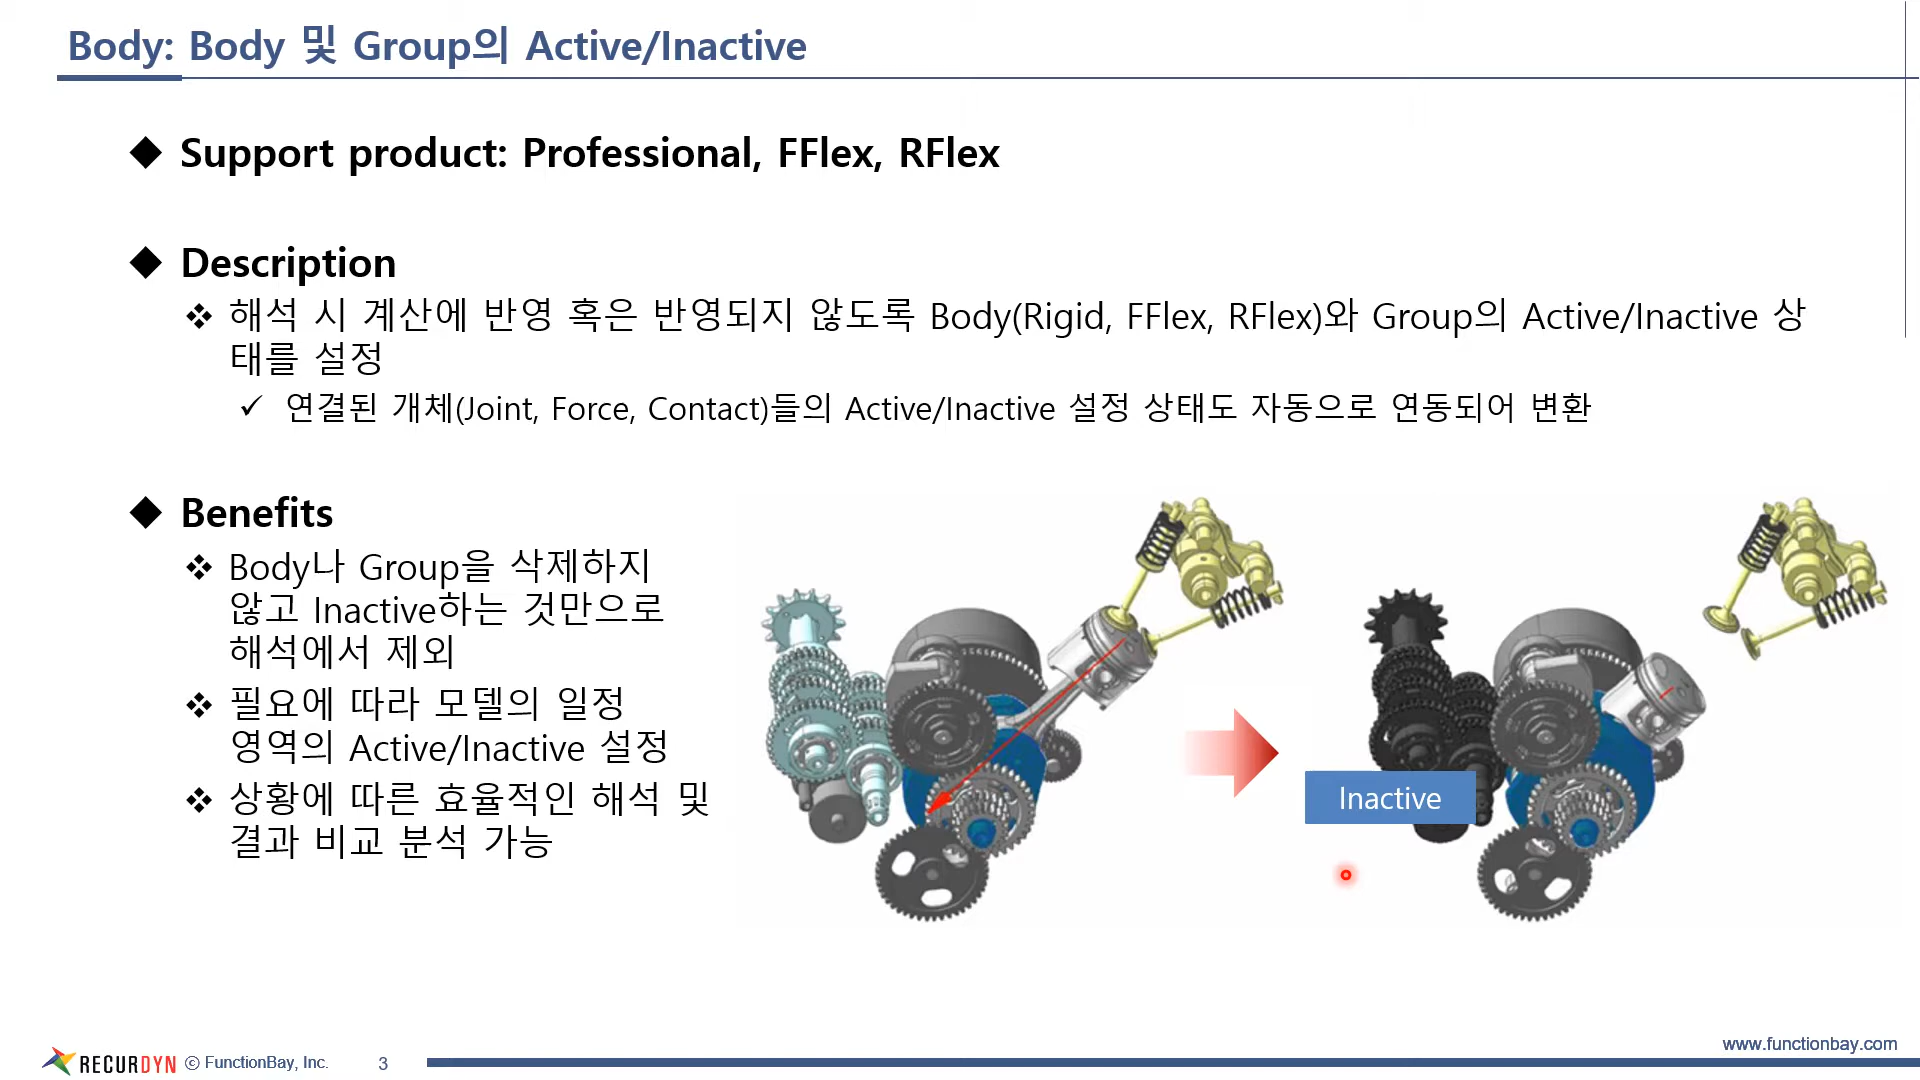 Body: Body 및 Group의 Active/Inactive
Support product: Professional, FFlex, RFlex
Description
해석 시 계산에 반영 혹은 반영되지 않도록 Body(Rigid, FFlex, RFlex)와 Group의 Active/Inactive 상
태를 설정
연결된 개체(Joint, Force, Contact)들의 Active/Inactive 설정 상태도 자동으로 연동되어 변환
Benefits
Body나 Group을 삭제하지
않고 Inactive하는 것만으로
해석에서 제외
필요에 따라 모델의 일정
영역의 Active/Inactive 설정
상황에 따른 효율적인 해석 및
결과 비교 분석 가능
Inactive
www.functionbay.com
RECURDYN © FunctionBay, Inc. 3